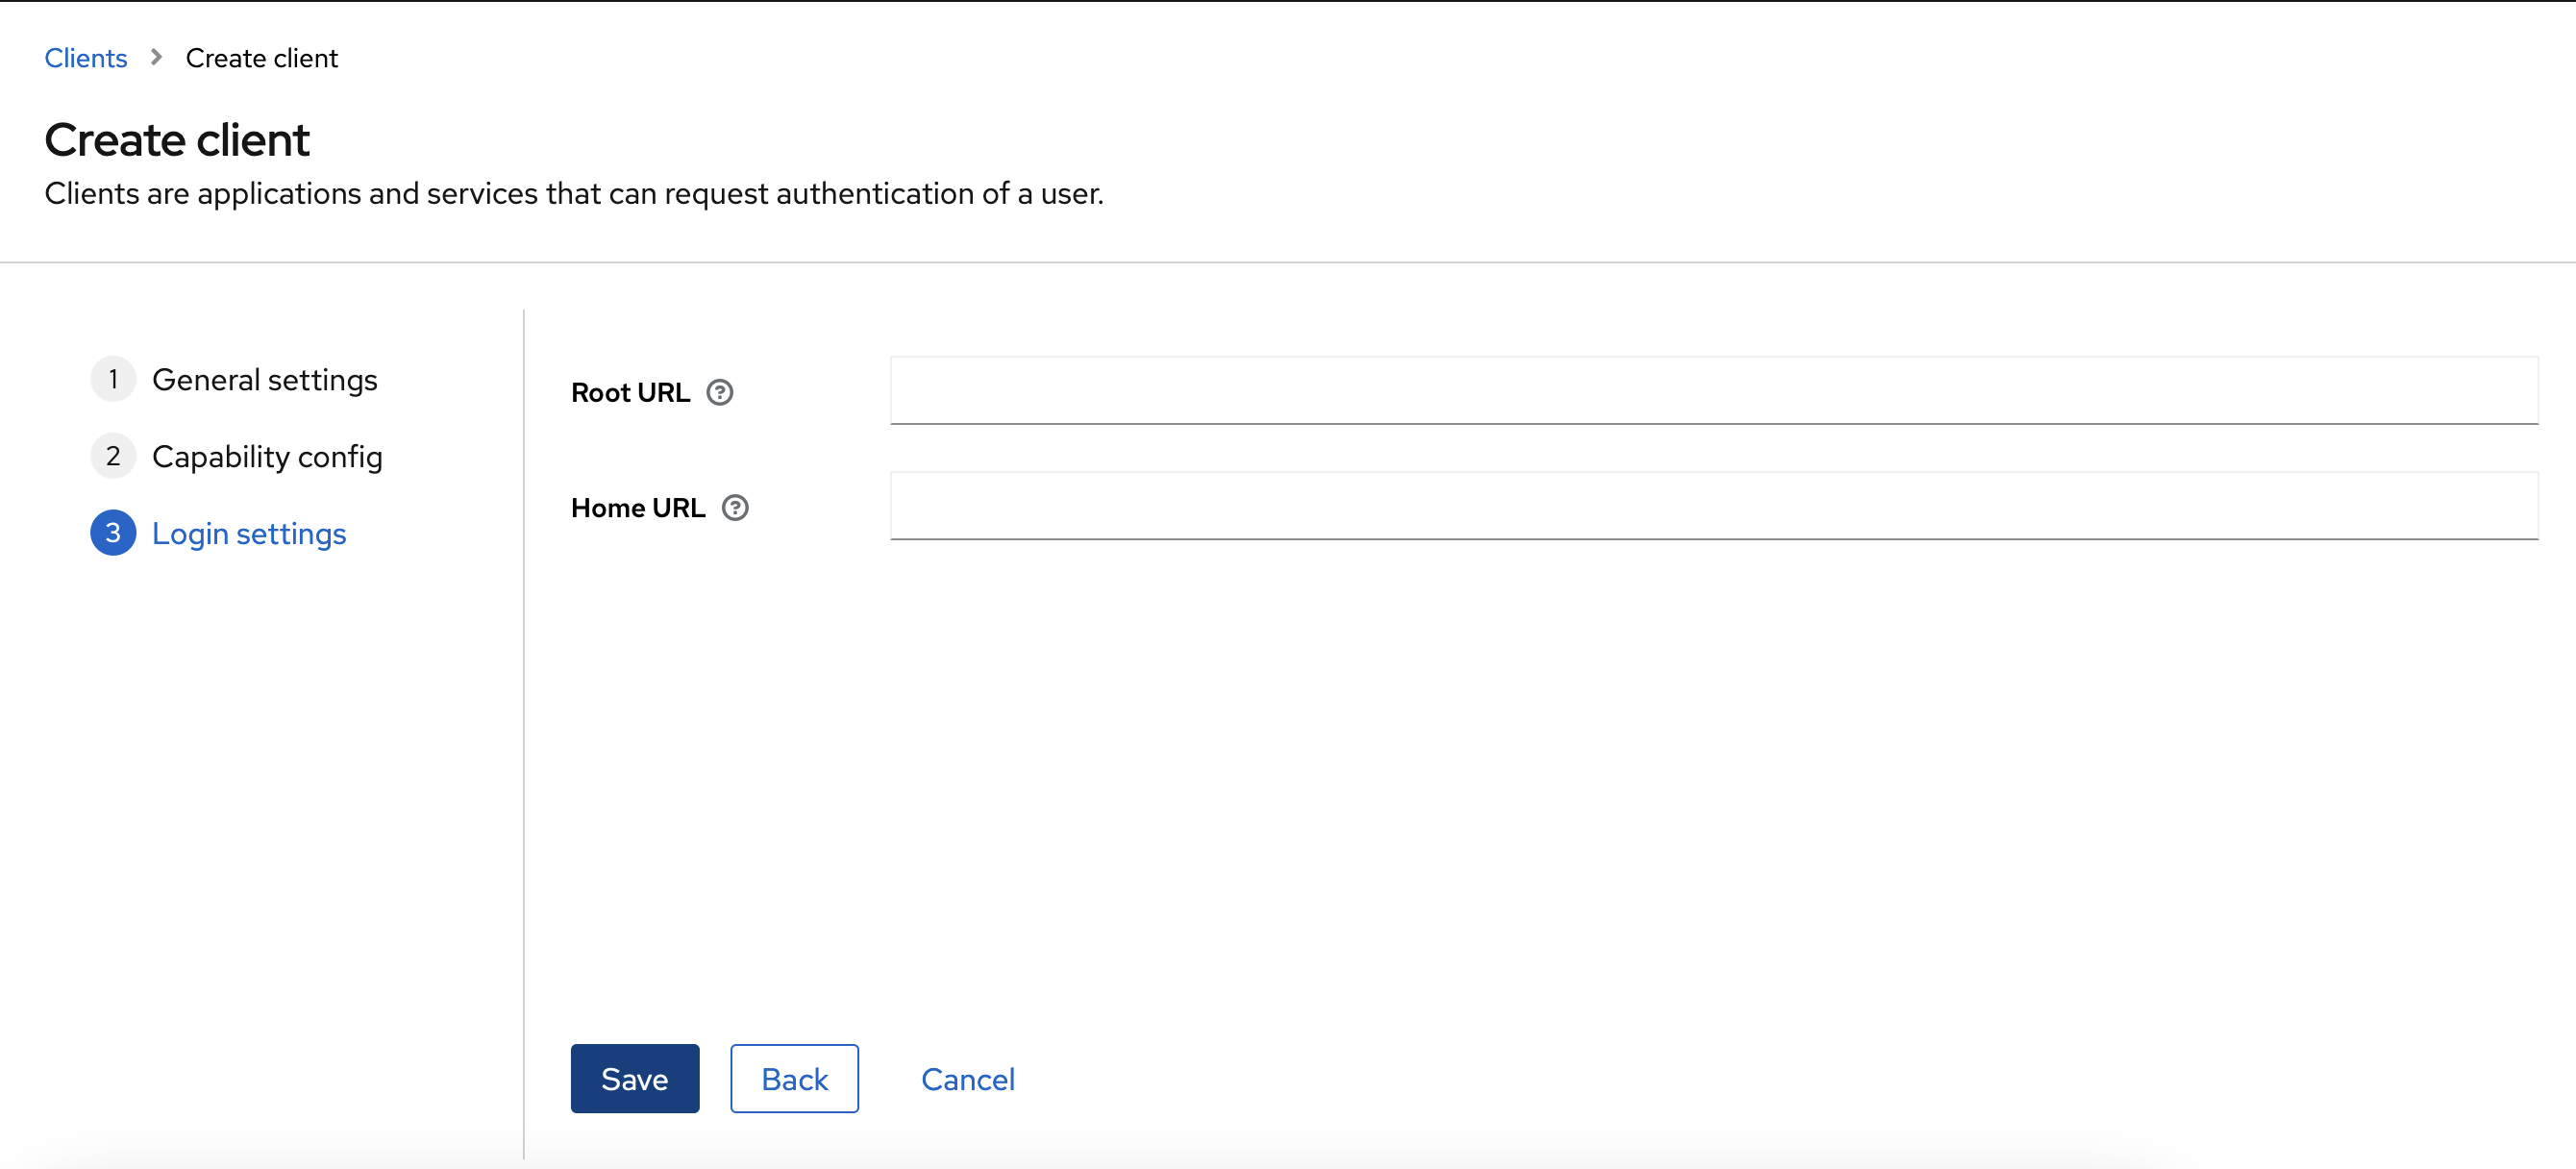 Clients > Create client
Create client
Clients are applications and services that can request authentication of a user.
1 General settings
2 Capability config
3 Login settings
Root URL ?
Home URL ?
Save Back Cancel